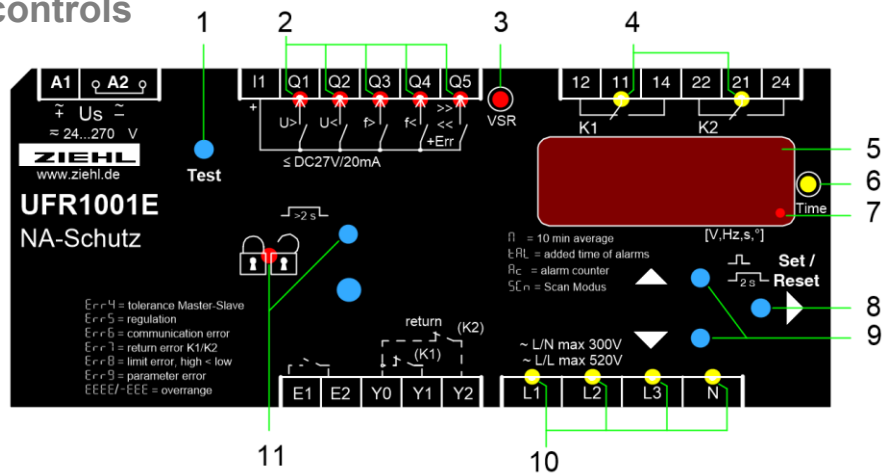 controls
1 2 3 4
A1 A2
I1 Q1 Q2 Q3 Q4 Q5
12 11 14 22 21 24
~ Us ~
+ −
≈ 24...270 V
ZIEHL
www.ziehl.de
Test
+ U> U< f> f< >> <<
+Err
≤ DC27V/20mA
VSR
K1 K2
5
6
Time
7
UFR1001E
NA-Schutz
>2 s
[V,Hz,s,°]
n = 10 min average
tAL = added time of alarms
Ac = alarm counter
SCn = Scan Modus
2 s
Set /
Reset
8
9
Err4 = tolerance Master-Slave
Err5 = regulation
Err6 = communication error
Err7 = return error K1/K2
Err8 = limit error, high < low
Err9 = parameter error
EEEE/-EEE = overrange
return
(K2)
(K1)
~ L/N max 300V
~ L/L max 520V
E1 E2 Y0 Y1 Y2
L1 L2 L3 N
11 10